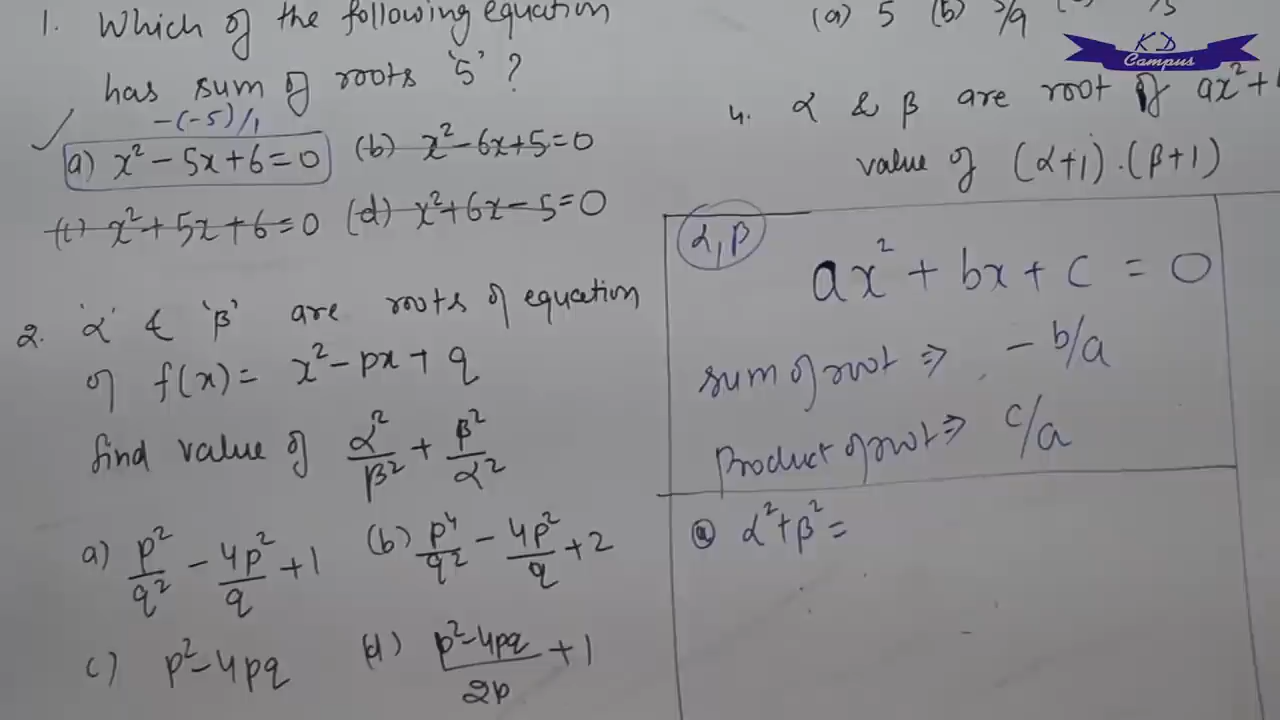 1. Which of the following equation
has sum of roots '5' ?
-(-5)/1
a) x² - 5x + 6 = 0 (b) x² - 6x + 5 = 0
(c) x² + 5x + 6 = 0 (d) x² + 6x - 5 = 0
2. 'α' & 'β' are roots of equation
of f(x) = x² - px + q
find value of α²/β² + β²/α²
a) p²/q² - 4p²/q + 1 (b) p⁴/q² - 4p²/q + 2
c) p² - 4pq (d) p² - 4pq/2p + 1
(a) 5 (b)
KD
Campus
4. α & β are root of ax² +
value of (α+1).(β+1)
α, β
ax² + bx + c = 0
sum of root ⇒ - b/a
Product of root ⇒ c/a
(a) α² + β² =